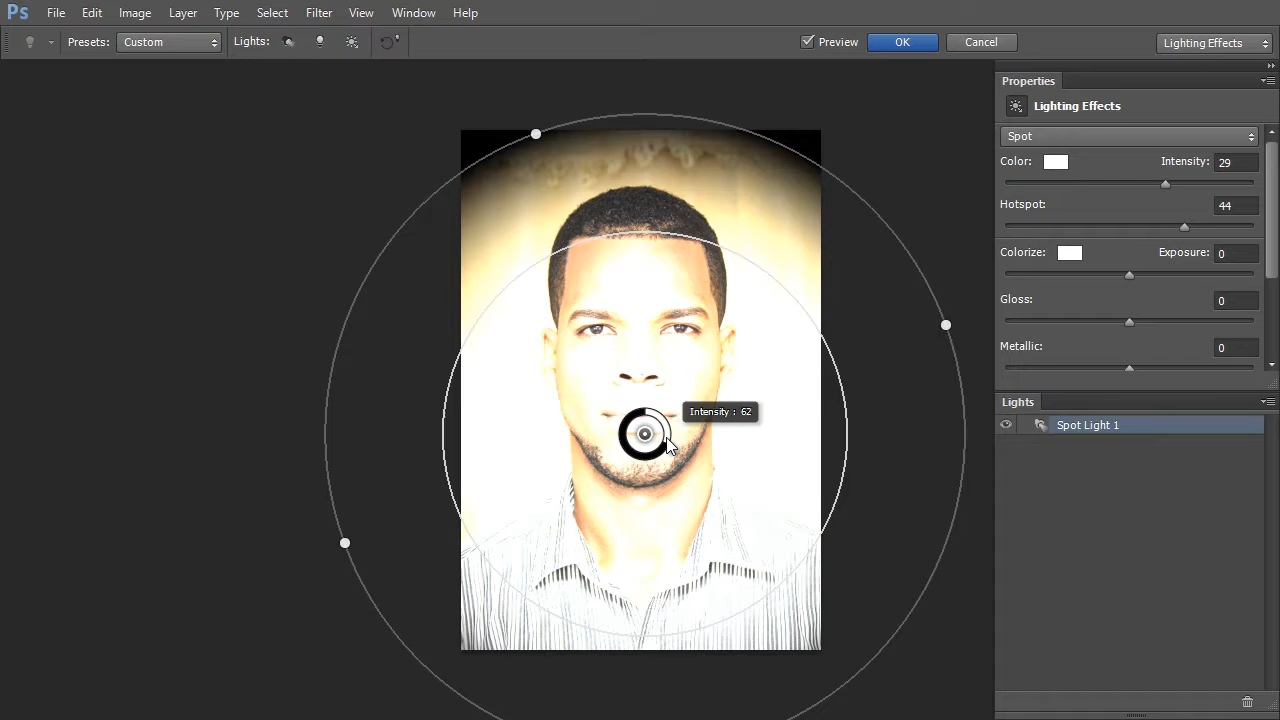 Ps File Edit Image Layer Type Select Filter View Window Help
Presets: Custom Lights: Preview OK Cancel Lighting Effects
Properties
Lighting Effects
Spot
Color: Intensity: 29
Hotspot: 44
Colorize: Exposure: 0
Gloss: 0
Metallic: 0
Intensity : 62
Lights
Spot Light 1